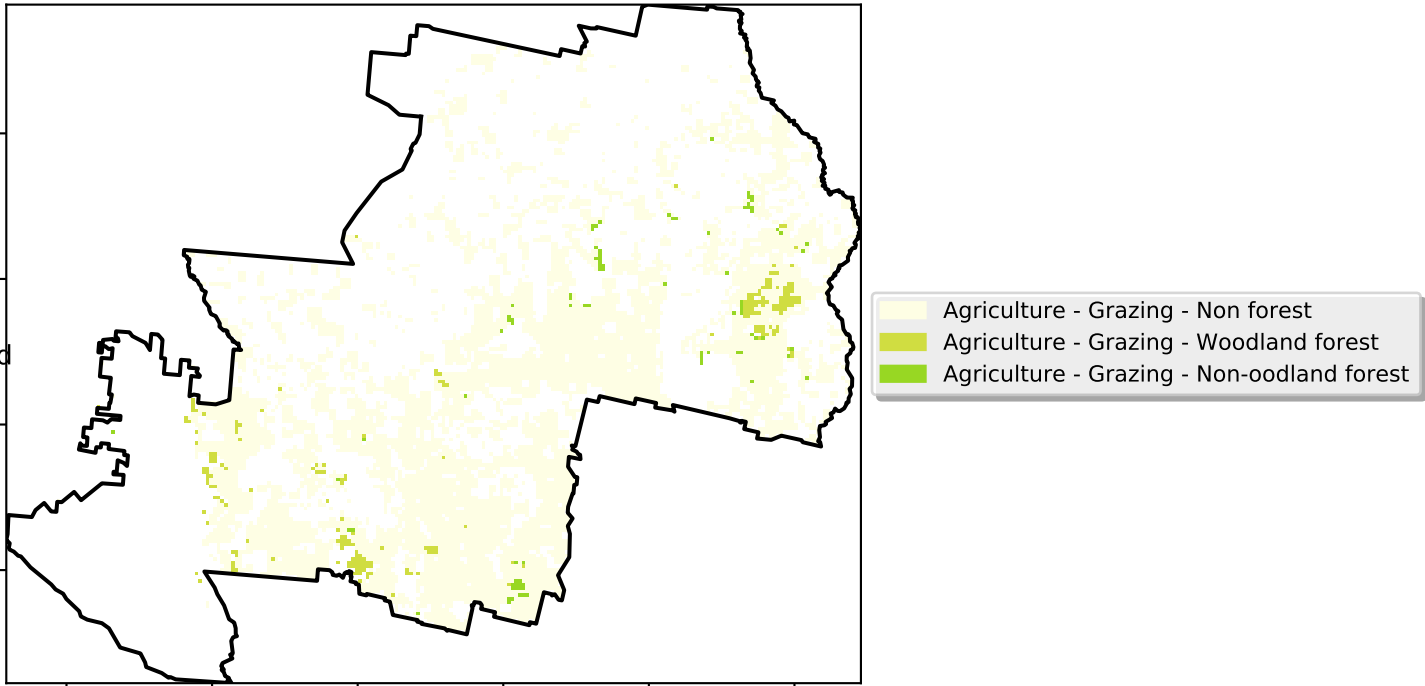 Agriculture - Grazing - Non forest
Agriculture - Grazing - Woodland forest
Agriculture - Grazing - Non-oodland forest